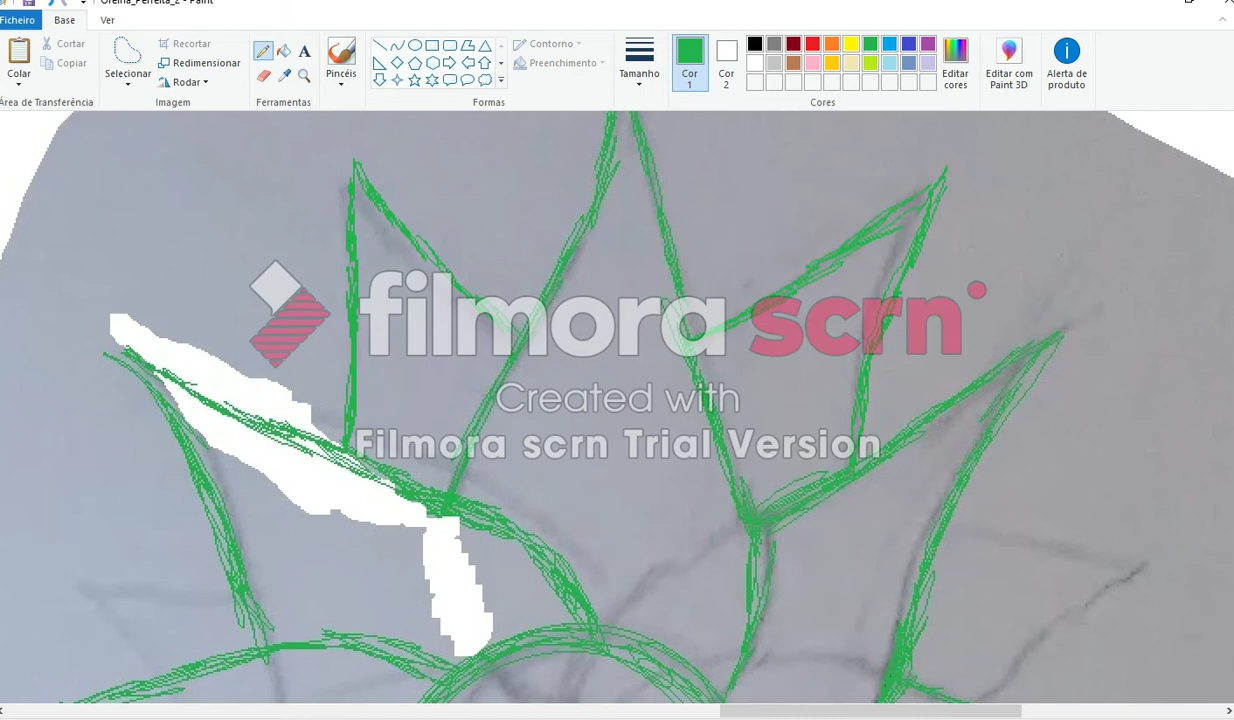 Orelha_Perfeita_2 - Paint
Ficheiro Base Ver
Cortar
Copiar
Colar
Área de Transferência
Selecionar
Recortar
Redimensionar
Rodar
Imagem
A
Ferramentas
Pincéis
Contorno
Preenchimento
Formas
Tamanho
Cor
1
Cor
2
Editar
cores
Cores
Editar com
Paint 3D
Alerta de
produto
filmora scrn
Created with
Filmora scrn Trial Version